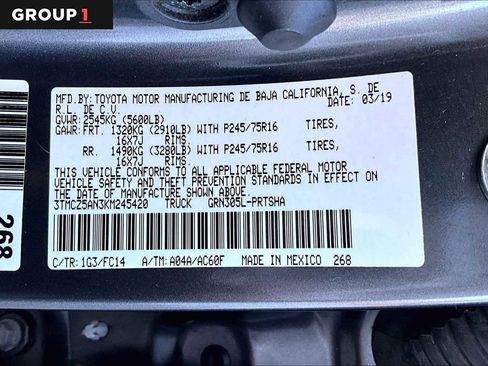 GROUP 1
MFD.BY: TOYOTA MOTOR MANUFACTURING DE BAJA CALIFORNIA, S. DE
R.L. DE C.V. DATE: 03/19
GVWR: 2545KG (5600LB)
GAWR: FRT. 1320KG (2910LB) WITH P245/75R16 TIRES,
16X7J RIMS.
RR. 1490KG (3280LB) WITH P245/75R16 TIRES,
16X7J RIMS.
THIS VEHICLE CONFORMS TO ALL APPLICABLE FEDERAL MOTOR
VEHICLE SAFETY AND THEFT PREVENTION STANDARDS IN EFFECT ON
THE DATE OF MANUFACTURE SHOWN ABOVE.
3TMCZ5AN3KM245420 TRUCK GRN305L-PRTSHA
C/TR: 1G3/FC14 A/TM: A04A/AC60F MADE IN MEXICO 268
268